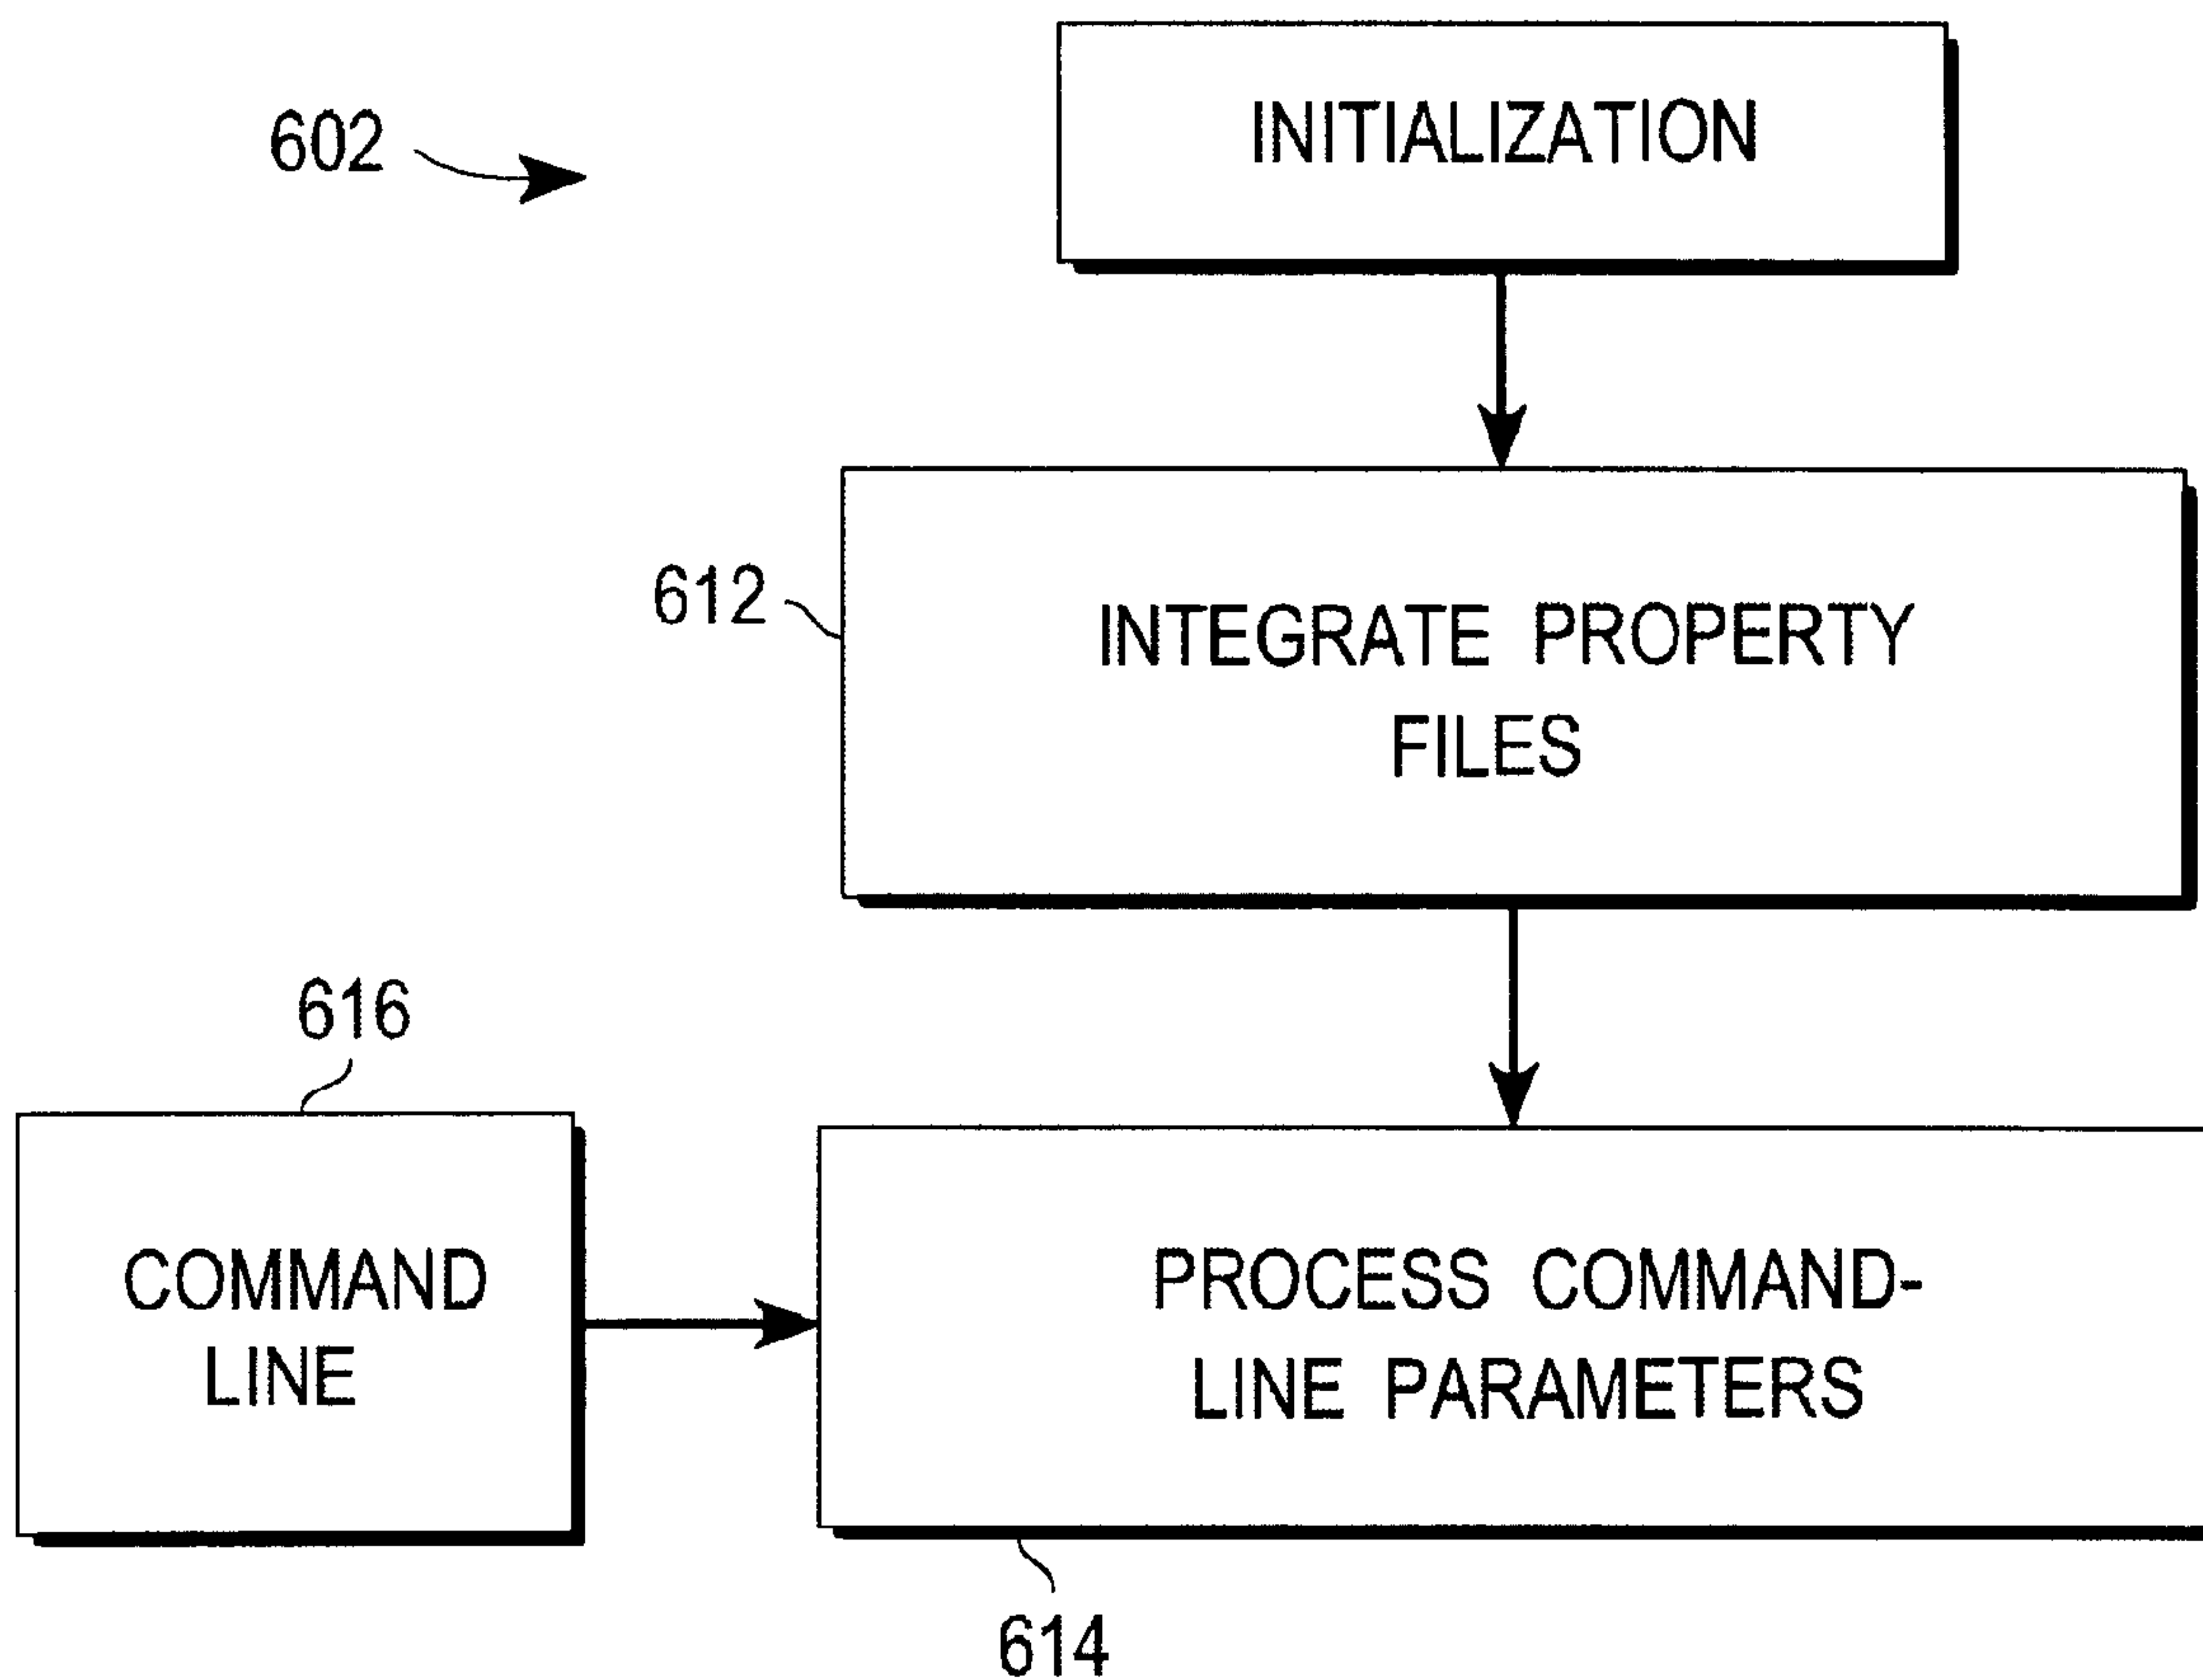 602
INITIALIZATION
612
INTEGRATE PROPERTY
FILES
616
COMMAND
LINE
PROCESS COMMAND-
LINE PARAMETERS
614